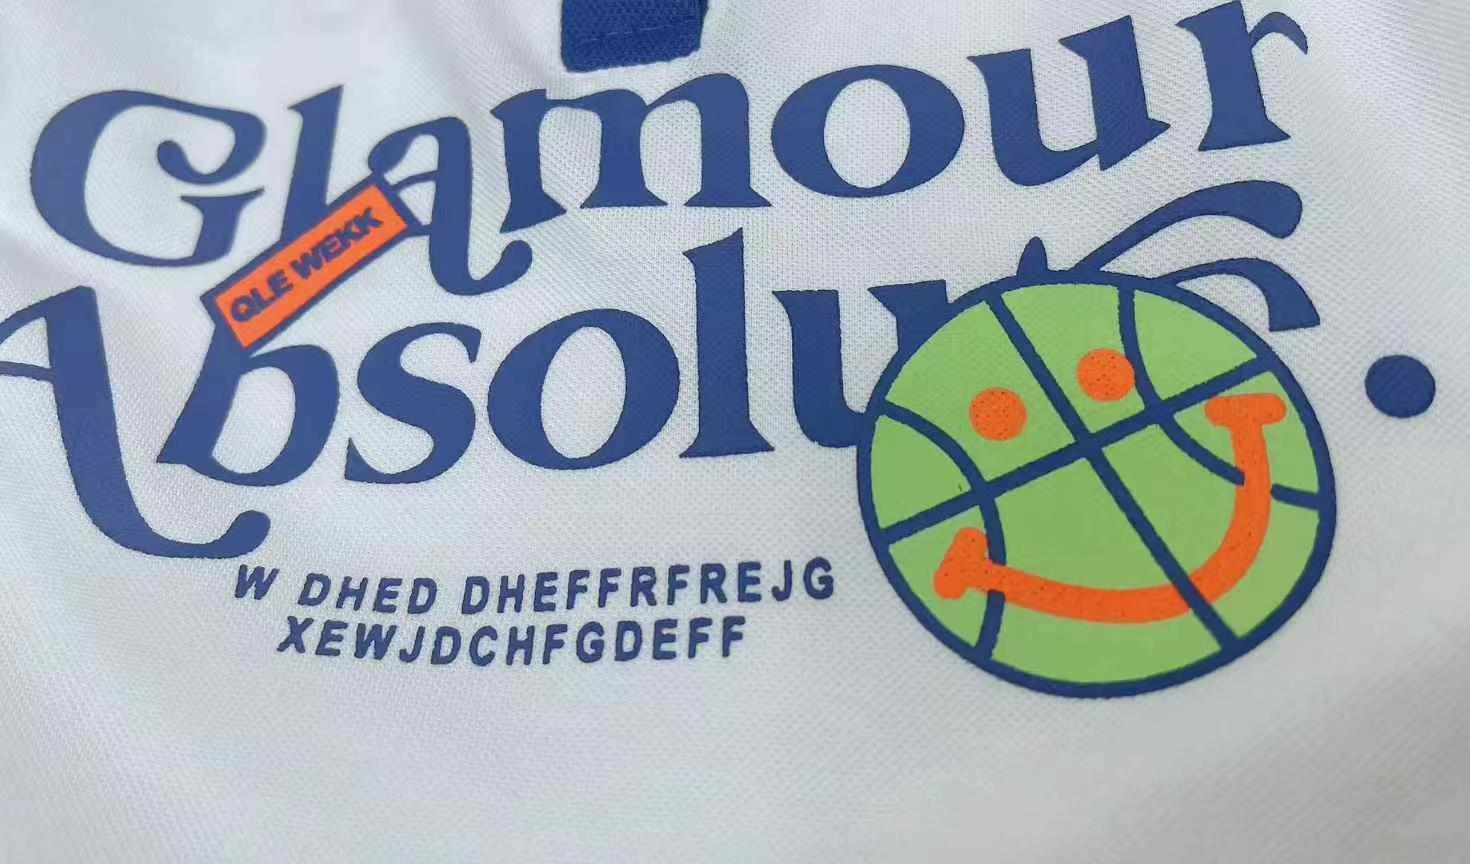 Glamour
QLE WEKK
Absolu
W DHED DHEFFRFREJG
XEWJDCHFGDEFF